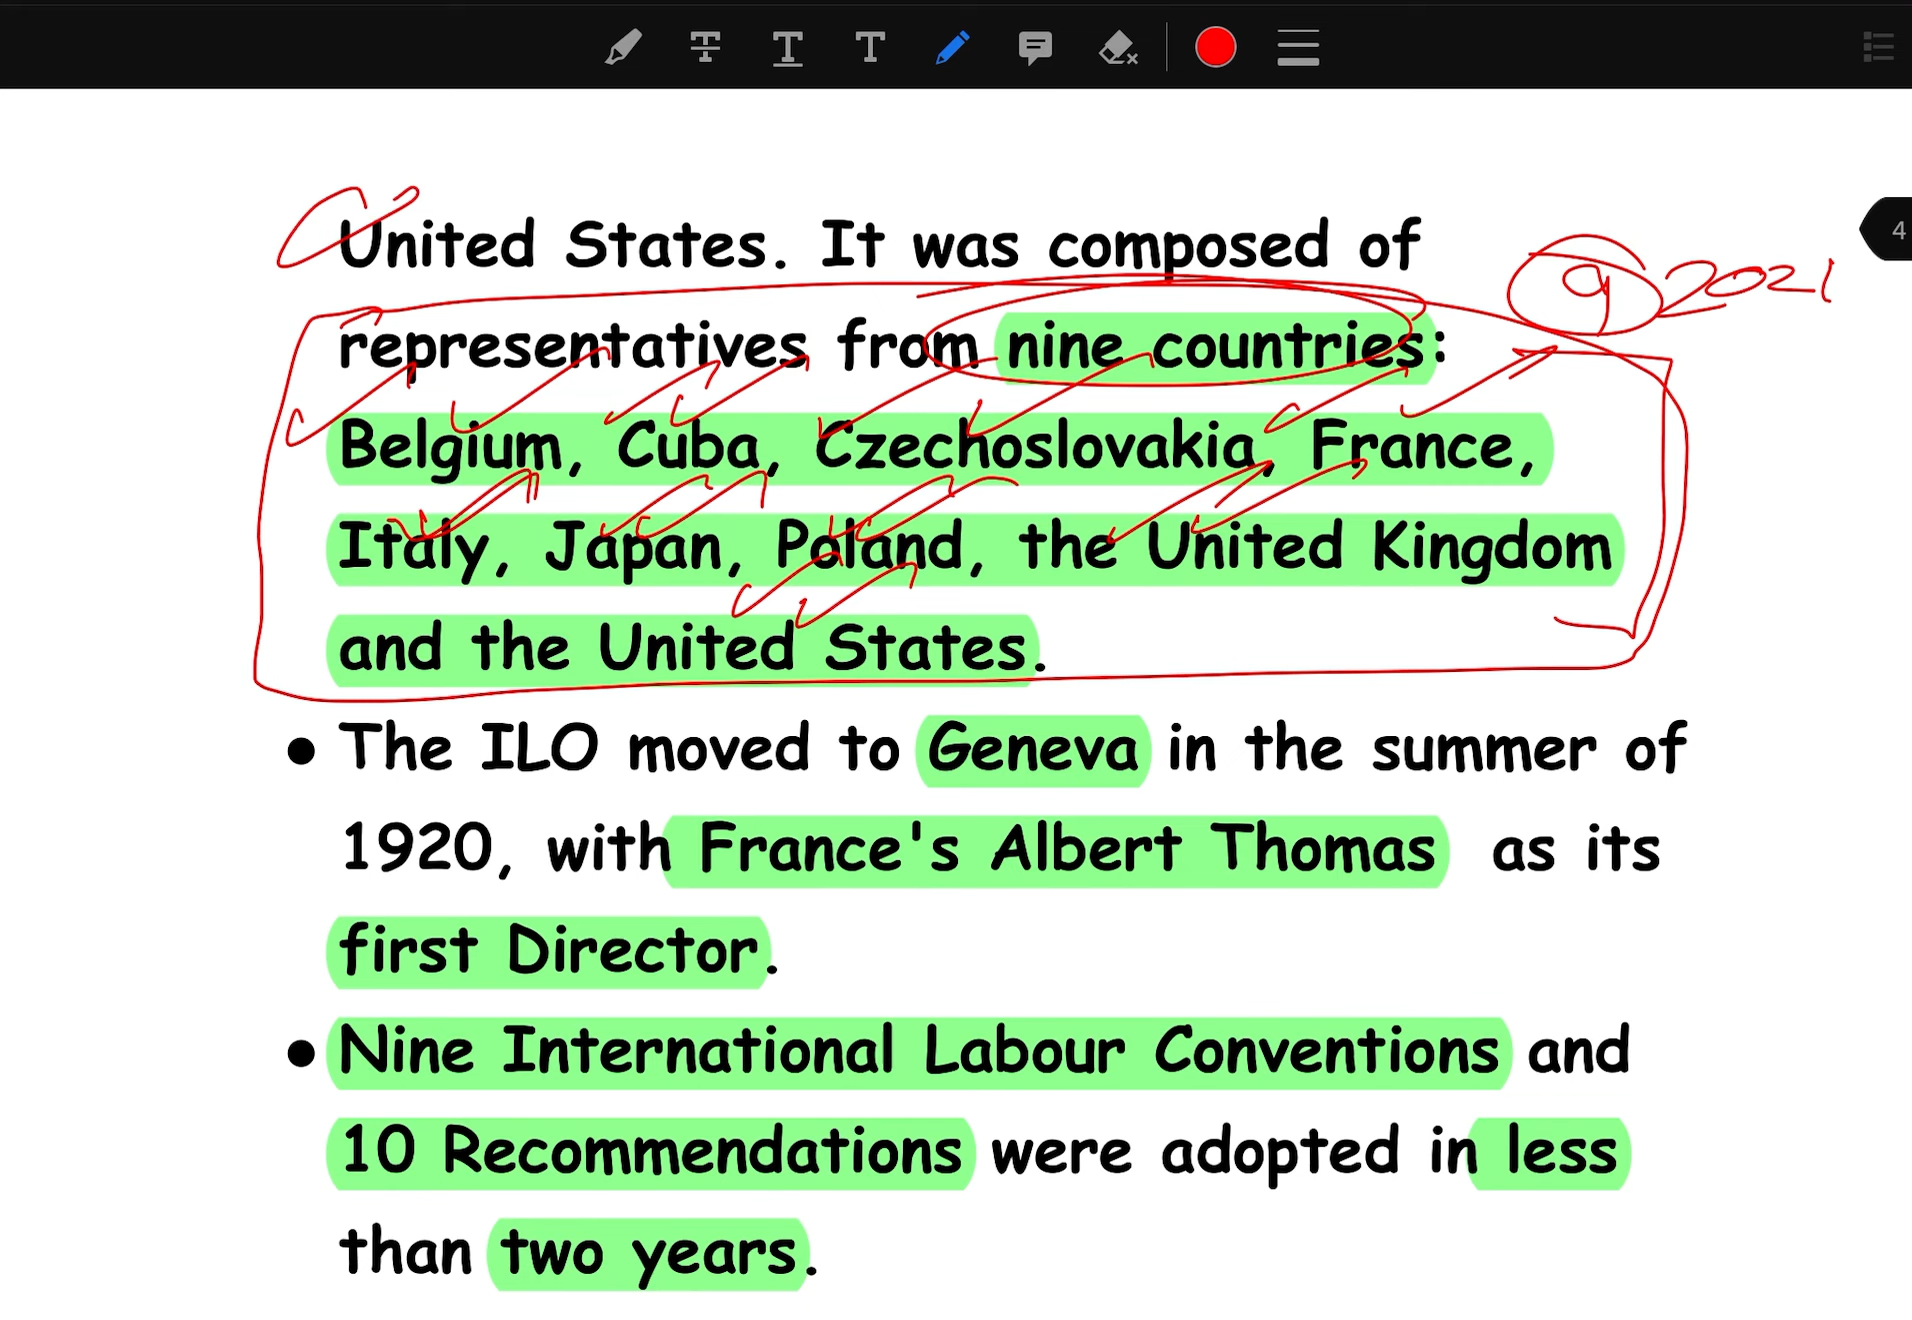 United States. It was composed of
9 2021
representatives from nine countries:
Belgium, Cuba, Czechoslovakia, France,
Italy, Japan, Poland, the United Kingdom
and the United States.
● The ILO moved to Geneva in the summer of
1920, with France's Albert Thomas as its
first Director.
● Nine International Labour Conventions and
10 Recommendations were adopted in less
than two years.
4